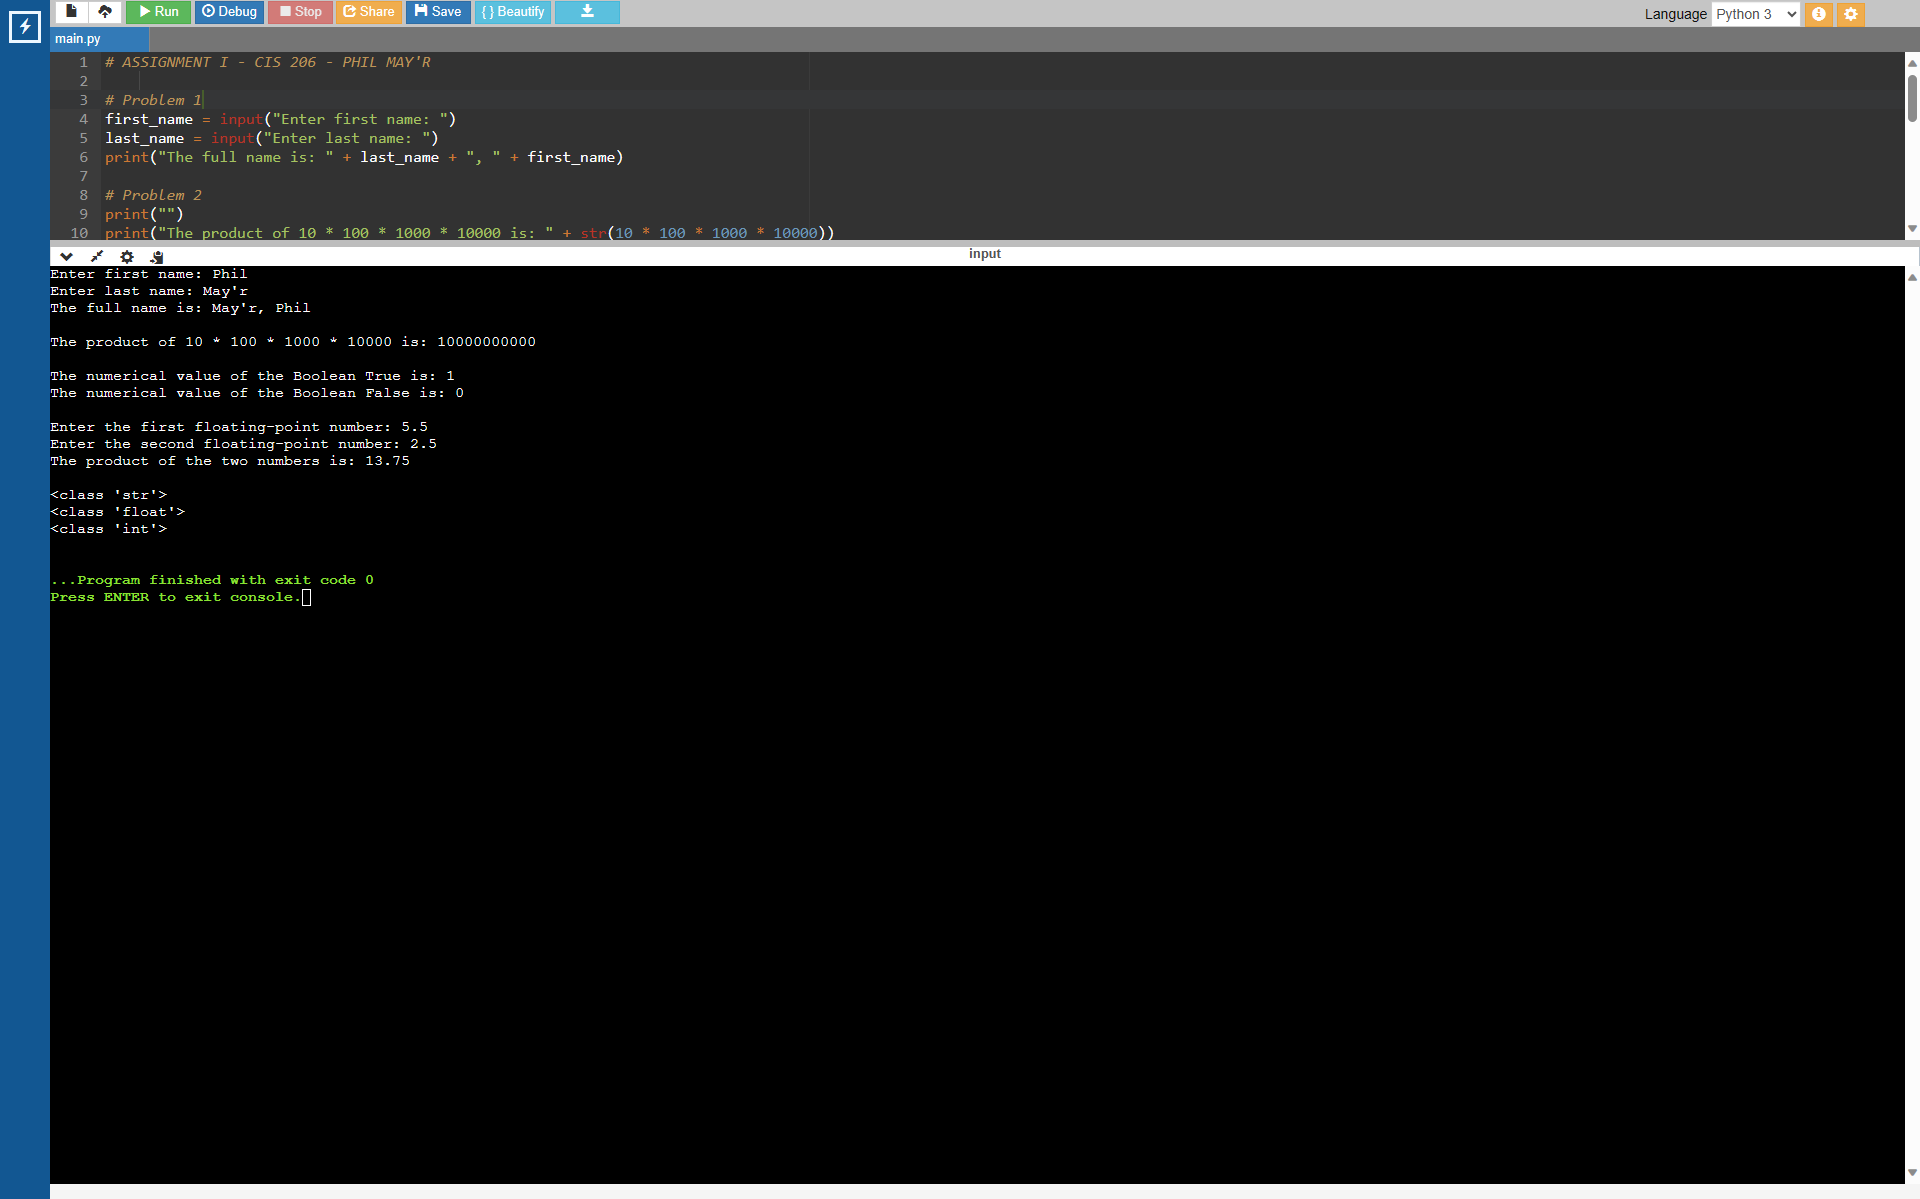 Run Debug Stop Share Save { } Beautify Language Python 3
main.py
1 # ASSIGNMENT I - CIS 206 - PHIL MAY'R
2
3 # Problem 1
4 first_name = input("Enter first name: ")
5 last_name = input("Enter last name: ")
6 print("The full name is: " + last_name + ", " + first_name)
7
8 # Problem 2
9 print("")
10 print("The product of 10 * 100 * 1000 * 10000 is: " + str(10 * 100 * 1000 * 10000))
input
Enter first name: Phil
Enter last name: May'r
The full name is: May'r, Phil
The product of 10 * 100 * 1000 * 10000 is: 10000000000
The numerical value of the Boolean True is: 1
The numerical value of the Boolean False is: 0
Enter the first floating-point number: 5.5
Enter the second floating-point number: 2.5
The product of the two numbers is: 13.75
<class 'str'>
<class 'float'>
<class 'int'>
...Program finished with exit code 0
Press ENTER to exit console.